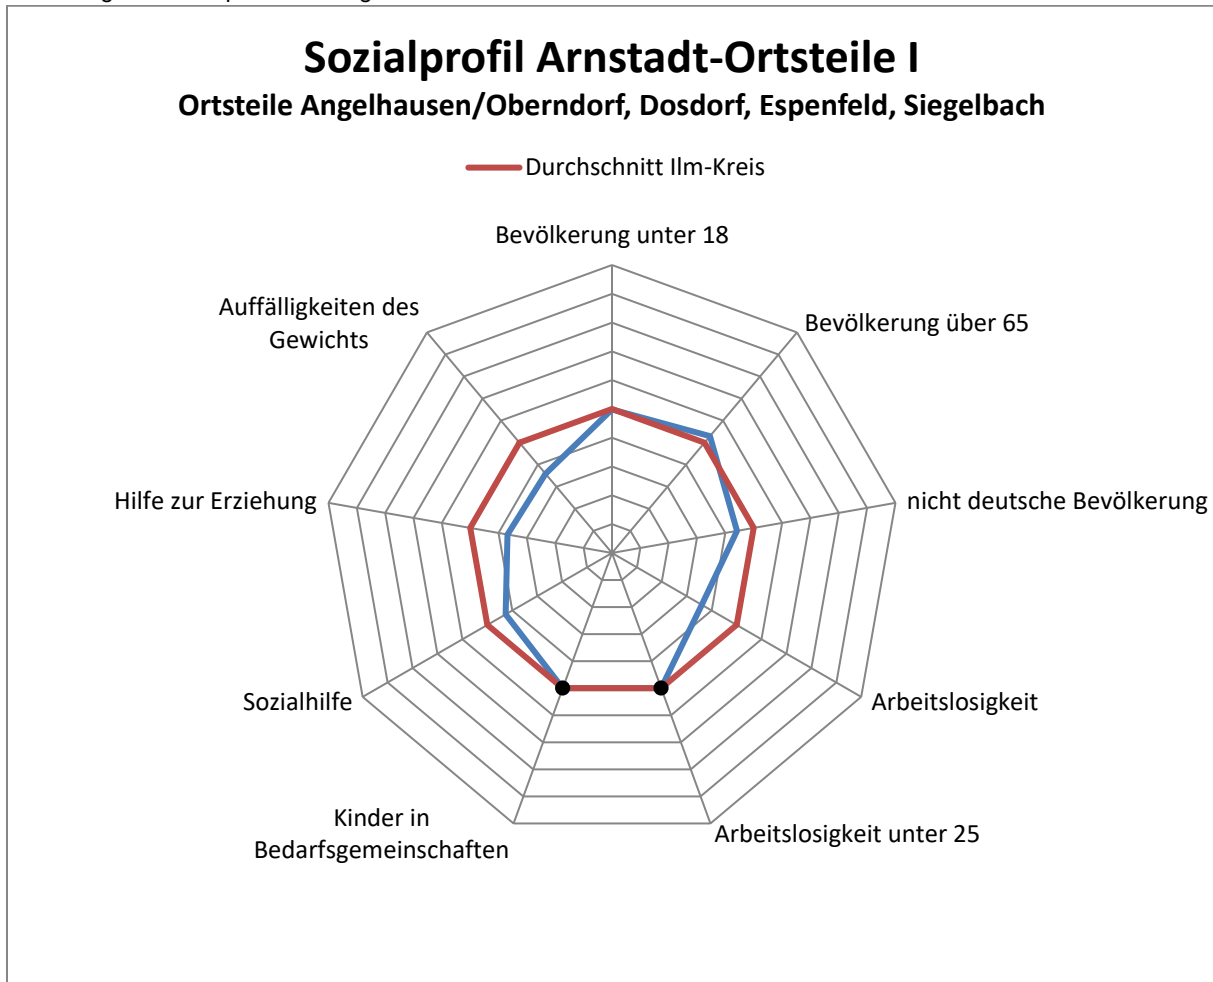 Sozialprofil Arnstadt-Ortsteile I
Ortsteile Angelhausen/Oberndorf, Dosdorf, Espenfeld, Siegelbach
Durchschnitt Ilm-Kreis
Bevölkerung unter 18
Bevölkerung über 65
nicht deutsche Bevölkerung
Arbeitslosigkeit
Arbeitslosigkeit unter 25
Kinder in
Bedarfsgemeinschaften
Sozialhilfe
Hilfe zur Erziehung
Auffälligkeiten des
Gewichts